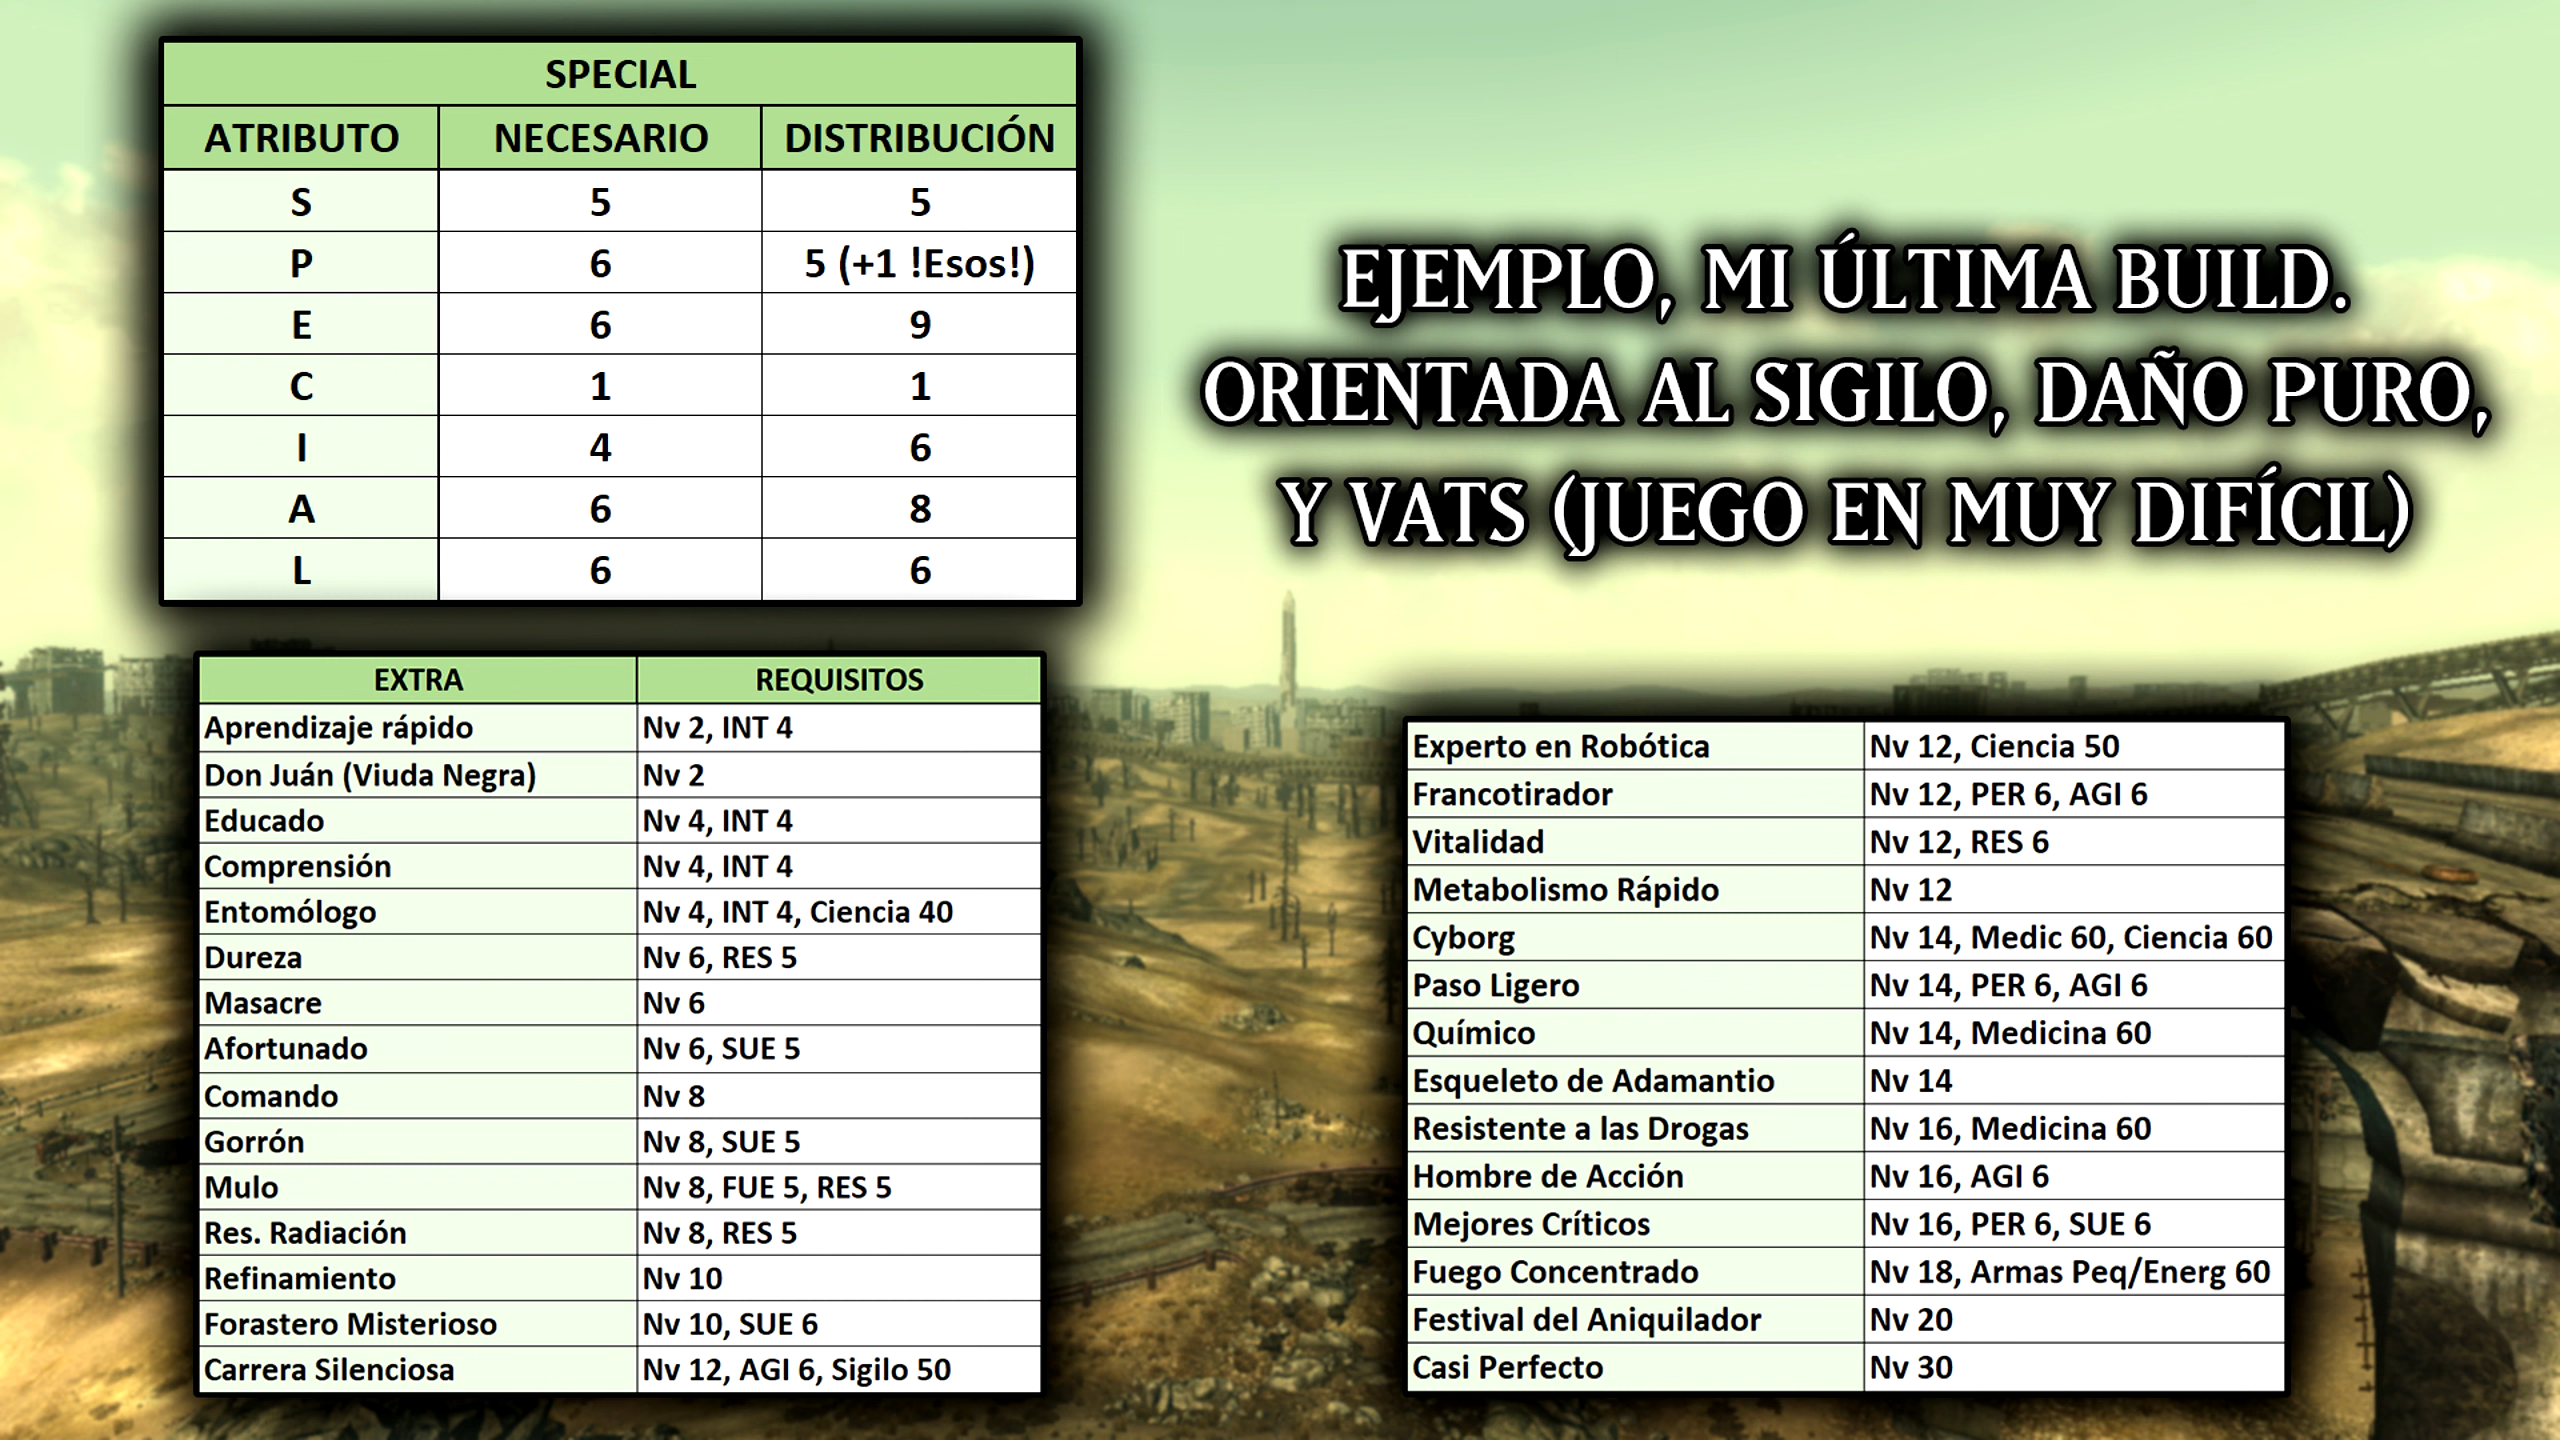 SPECIAL
ATRIBUTO NECESARIO DISTRIBUCIÓN
S 5 5
P 6 5 (+1 !Esos!)
E 6 9
C 1 1
I 4 6
A 6 8
L 6 6
EJEMPLO, MI ÚLTIMA BUILD.
ORIENTADA AL SIGILO, DAÑO PURO,
Y VATS (JUEGO EN MUY DIFÍCIL)
EXTRA REQUISITOS
Aprendizaje rápido Nv 2, INT 4
Don Juán (Viuda Negra) Nv 2
Educado Nv 4, INT 4
Comprensión Nv 4, INT 4
Entomólogo Nv 4, INT 4, Ciencia 40
Dureza Nv 6, RES 5
Masacre Nv 6
Afortunado Nv 6, SUE 5
Comando Nv 8
Gorrón Nv 8, SUE 5
Mulo Nv 8, FUE 5, RES 5
Res. Radiación Nv 8, RES 5
Refinamiento Nv 10
Forastero Misterioso Nv 10, SUE 6
Carrera Silenciosa Nv 12, AGI 6, Sigilo 50
Experto en Robótica Nv 12, Ciencia 50
Francotirador Nv 12, PER 6, AGI 6
Vitalidad Nv 12, RES 6
Metabolismo Rápido Nv 12
Cyborg Nv 14, Medic 60, Ciencia 60
Paso Ligero Nv 14, PER 6, AGI 6
Químico Nv 14, Medicina 60
Esqueleto de Adamantio Nv 14
Resistente a las Drogas Nv 16, Medicina 60
Hombre de Acción Nv 16, AGI 6
Mejores Críticos Nv 16, PER 6, SUE 6
Fuego Concentrado Nv 18, Armas Peq/Energ 60
Festival del Aniquilador Nv 20
Casi Perfecto Nv 30